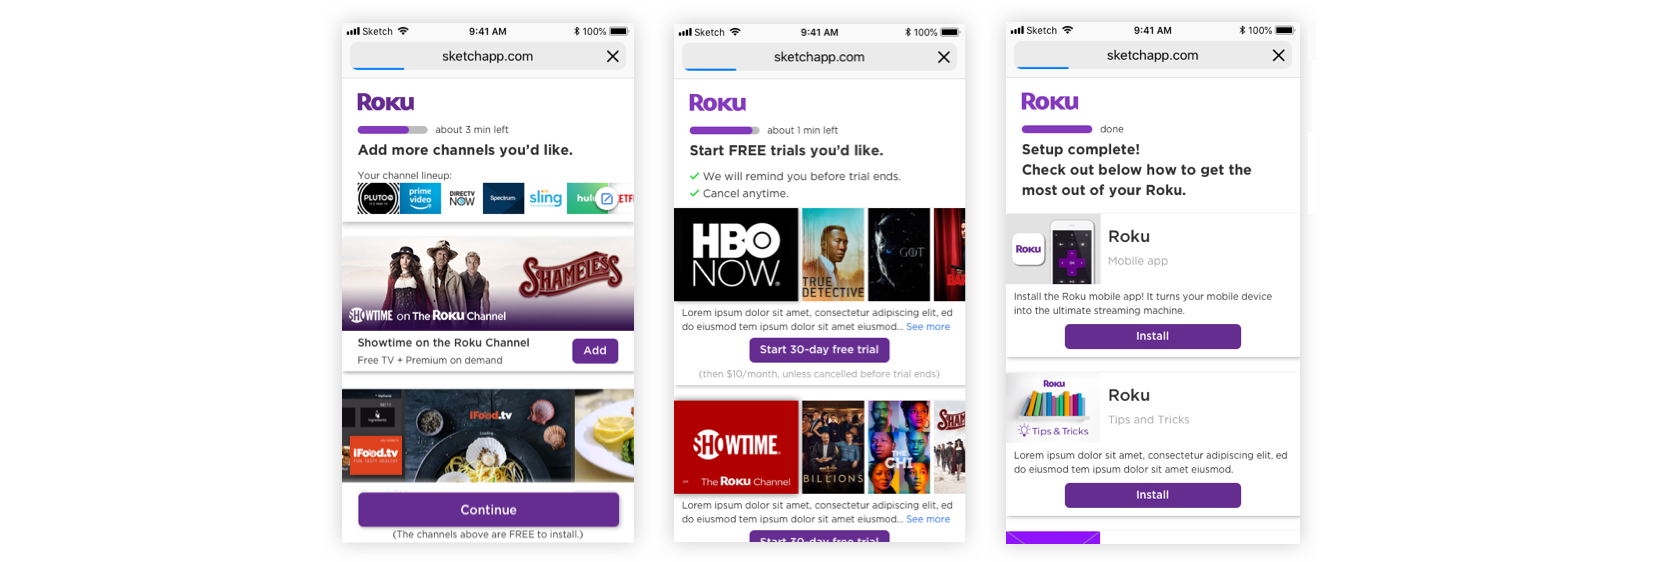 Sketch 9:41 AM 100%
sketchapp.com
Roku
about 3 min left
Add more channels you'd like.
Your channel lineup:
PLUTO tv prime video DIRECTV NOW Spectrum sling hulu NETF
SHAMELESS
SHOWTIME on The Roku Channel
Showtime on the Roku Channel
Free TV + Premium on demand
Add
iFood.tv
Loading
iFood.tv
Continue
(The channels above are FREE to install.)
Sketch 9:41 AM 100%
sketchapp.com
Roku
about 1 min left
Start FREE trials you'd like.
We will remind you before trial ends.
Cancel anytime.
HBO NOW
TRUE DETECTIVE
GOT
BA
Lorem ipsum dolor sit amet, consectetur adipiscing elit, ed
do eiusmod tem ipsum dolor sit amet eiusmod... See more
Start 30-day free trial
(then $10/month, unless cancelled before trial ends)
SHOWTIME
The Roku Channel
BILLIONS
THE CHI
SHAM
Lorem ipsum dolor sit amet, consectetur adipiscing elit, ed
do eiusmod tem ipsum dolor sit amet eiusmod... See more
Start 30-day free trial
Sketch 9:41 AM 100%
sketchapp.com
Roku
done
Setup complete!
Check out below how to get the
most out of your Roku.
Roku
Roku
Mobile app
Install the Roku mobile app! It turns your mobile device
into the ultimate streaming machine.
Install
Roku
Tips & Tricks
Roku
Tips and Tricks
Lorem ipsum dolor sit amet, consectetur adipiscing elit, ed
do eiusmod tem ipsum dolor sit amet eiusmod.
Install